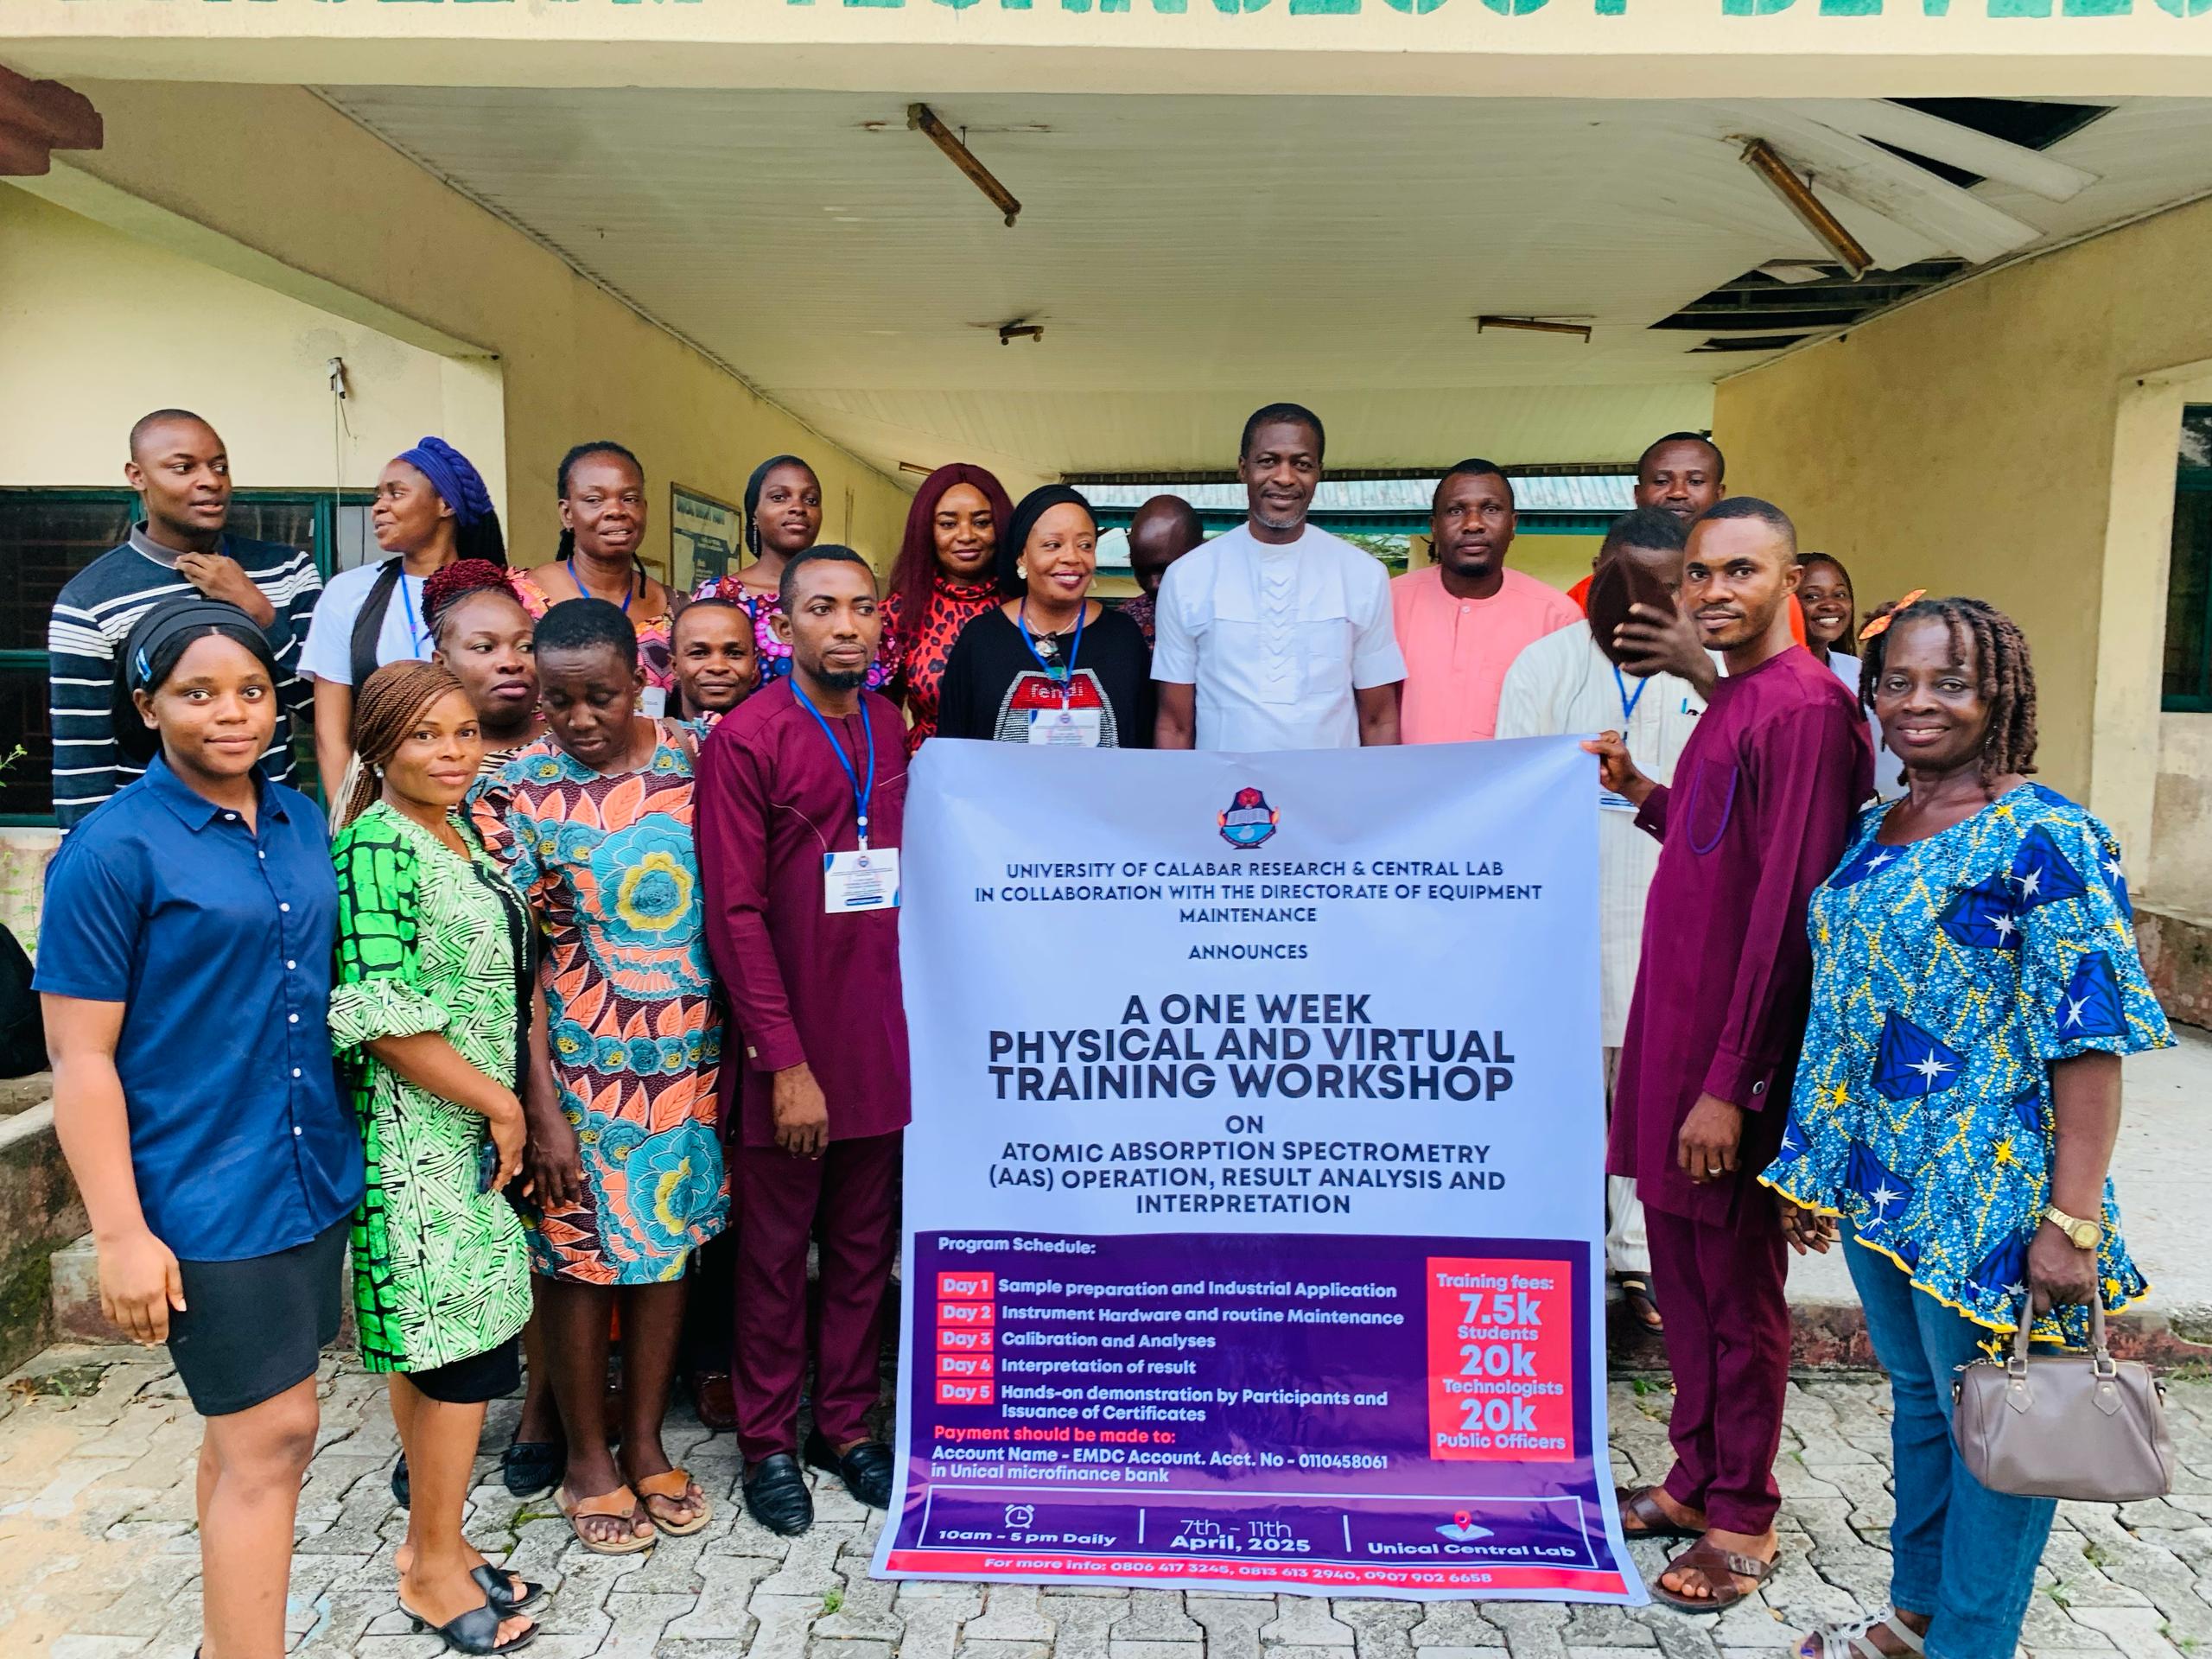 TECHNOLOGY
fendi
UNIVERSITY OF CALABAR RESEARCH & CENTRAL LAB
IN COLLABORATION WITH THE DIRECTORATE OF EQUIPMENT
MAINTENANCE
ANNOUNCES
A ONE WEEK
PHYSICAL AND VIRTUAL
TRAINING WORKSHOP
ON
ATOMIC ABSORPTION SPECTROMETRY
(AAS) OPERATION, RESULT ANALYSIS AND
INTERPRETATION
Program Schedule:
Day 1 Sample preparation and Industrial Application
Day 2 Instrument Hardware and routine Maintenance
Day 3 Calibration and Analyses
Day 4 Interpretation of result
Day 5 Hands-on demonstration by Participants and
Issuance of Certificates
Training fees:
7.5k
Students
20k
Technologists
20k
Public Officers
Payment should be made to:
Account Name - EMDC Account. Acct. No - 0110458061
in Unical microfinance bank
10am - 5 pm Daily
7th - 11th
April, 2025
Unical Central Lab
For more info: 0806 417 3245, 0813 613 2940, 0907 902 6658